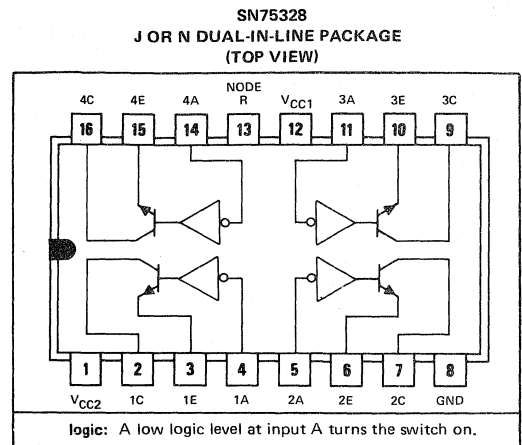 SN75328
J OR N DUAL-IN-LINE PACKAGE
(TOP VIEW)
4C 4E 4A NODE R VCC1 3A 3E 3C
16 15 14 13 12 11 10 9
1 2 3 4 5 6 7 8
VCC2 1C 1E 1A 2A 2E 2C GND
logic: A low logic level at input A turns the switch on.